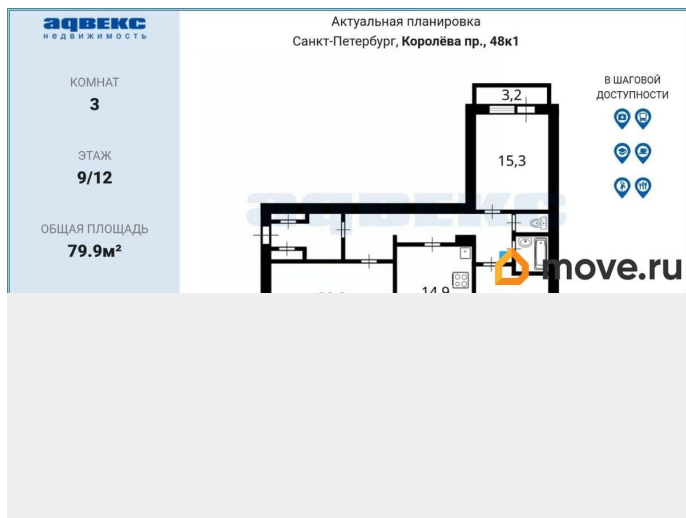 адвекс
недвижимость
КОМНАТ
3
ЭТАЖ
9/12
ОБЩАЯ ПЛОЩАДЬ
79.9м²
Актуальная планировка
Санкт-Петербург, Королёва пр., 48к1
В ШАГОВОЙ
ДОСТУПНОСТИ
3,2
15,3
адвекс
14,9
move.ru